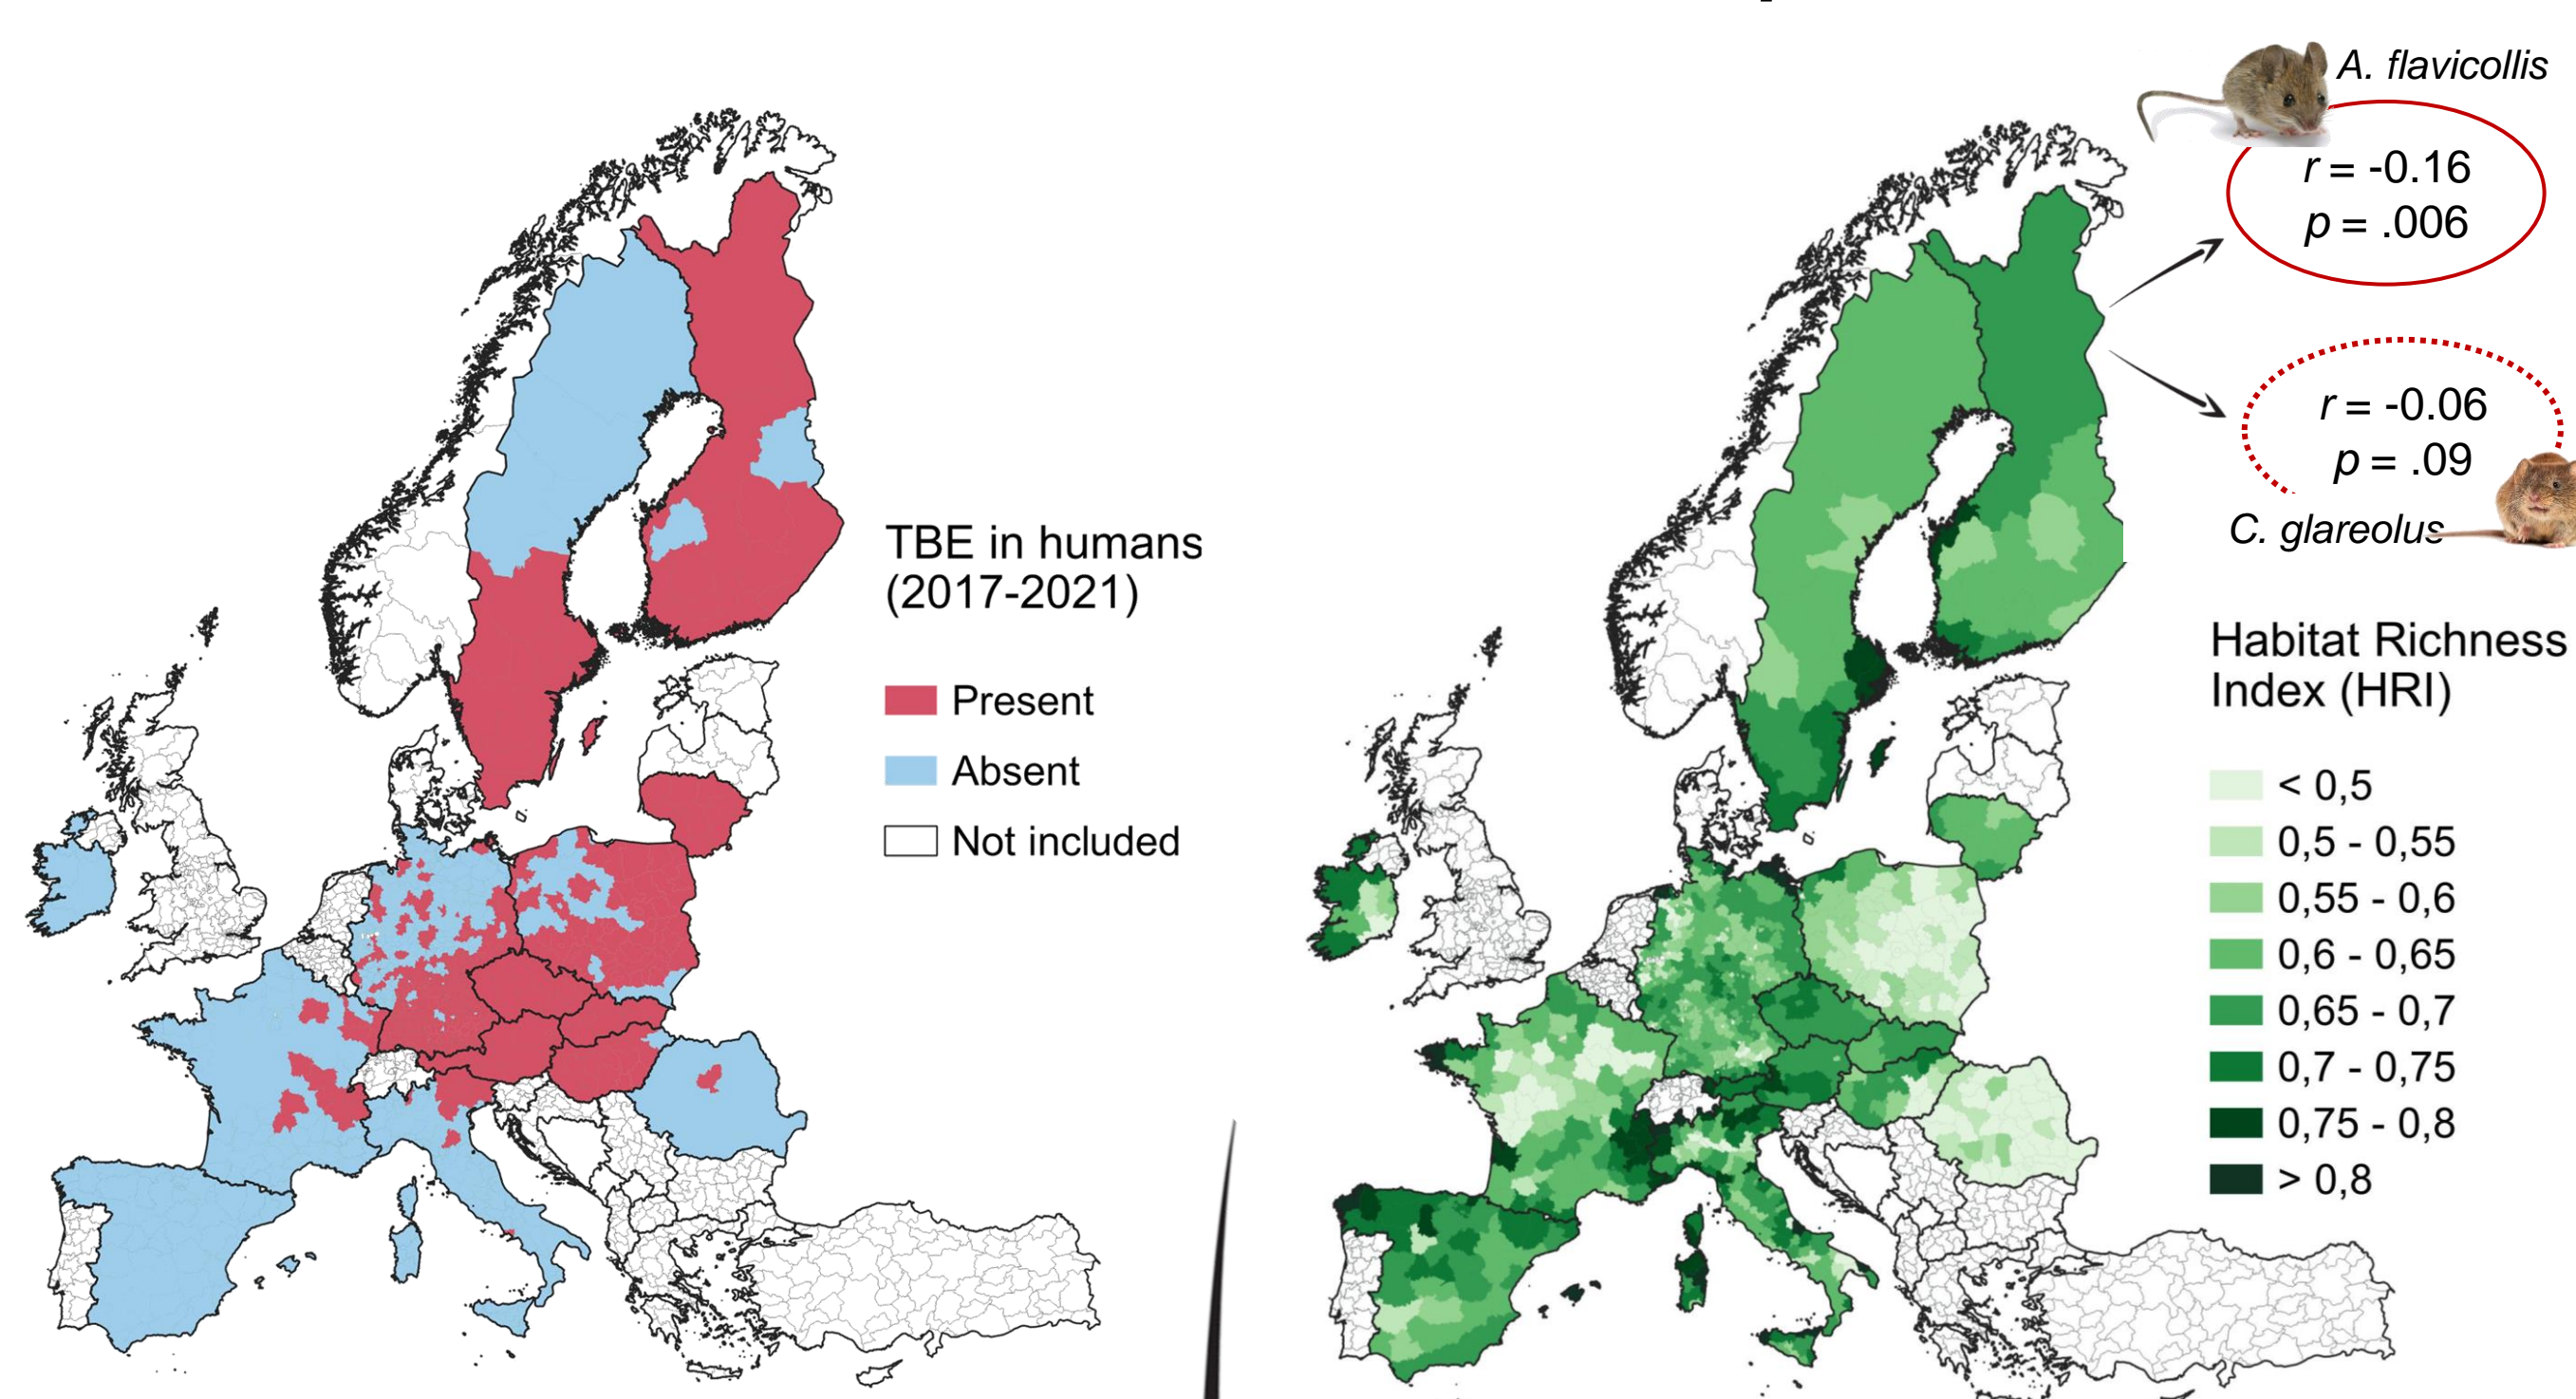 TBE in humans
(2017-2021)
Present
Absent
Not included
A. flavicollis
r = -0.16
p = .006
r = -0.06
p = .09
C. glareolus
Habitat Richness
Index (HRI)
< 0,5
0,5 - 0,55
0,55 - 0,6
0,6 - 0,65
0,65 - 0,7
0,7 - 0,75
0,75 - 0,8
> 0,8